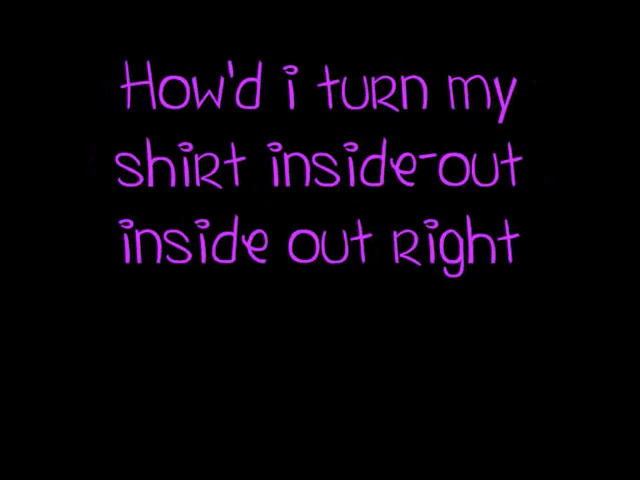 How'd i turn my
shirt inside-out
inside out right